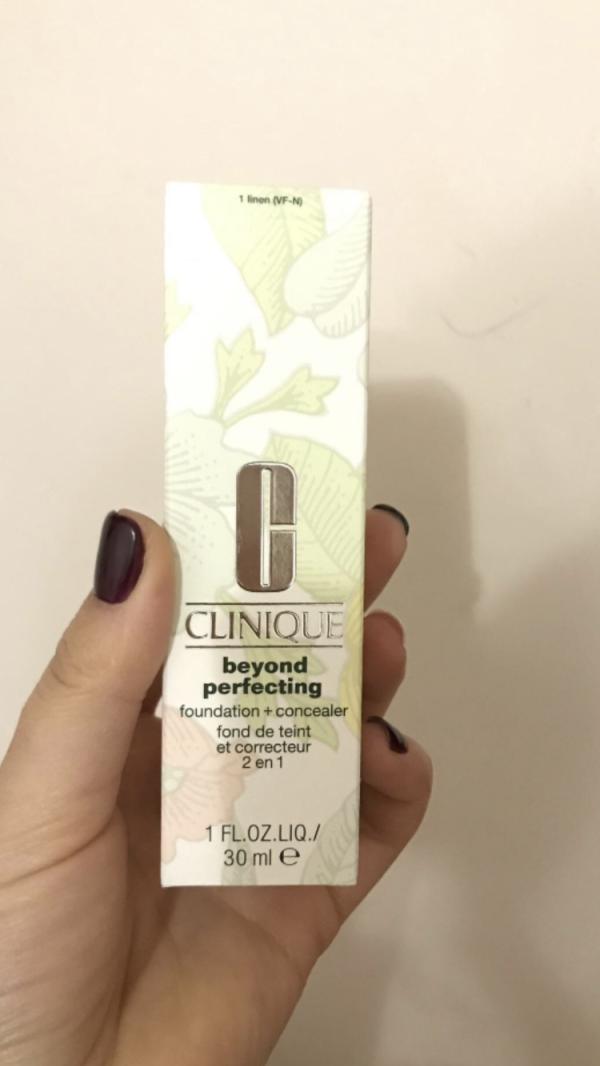 1 linen (VF-N)
CLINIQUE
beyond
perfecting
foundation + concealer
fond de teint
et correcteur
2 en 1
1 FL.OZ.LIQ./
30 ml ℮